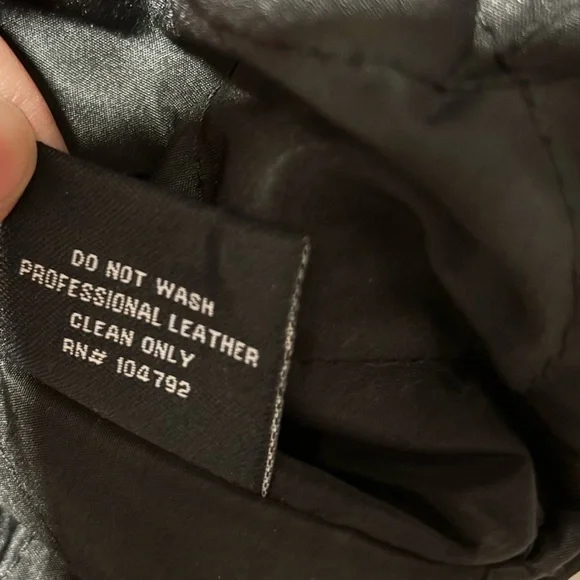 DO NOT WASH
PROFESSIONAL LEATHER
CLEAN ONLY
RN# 104792